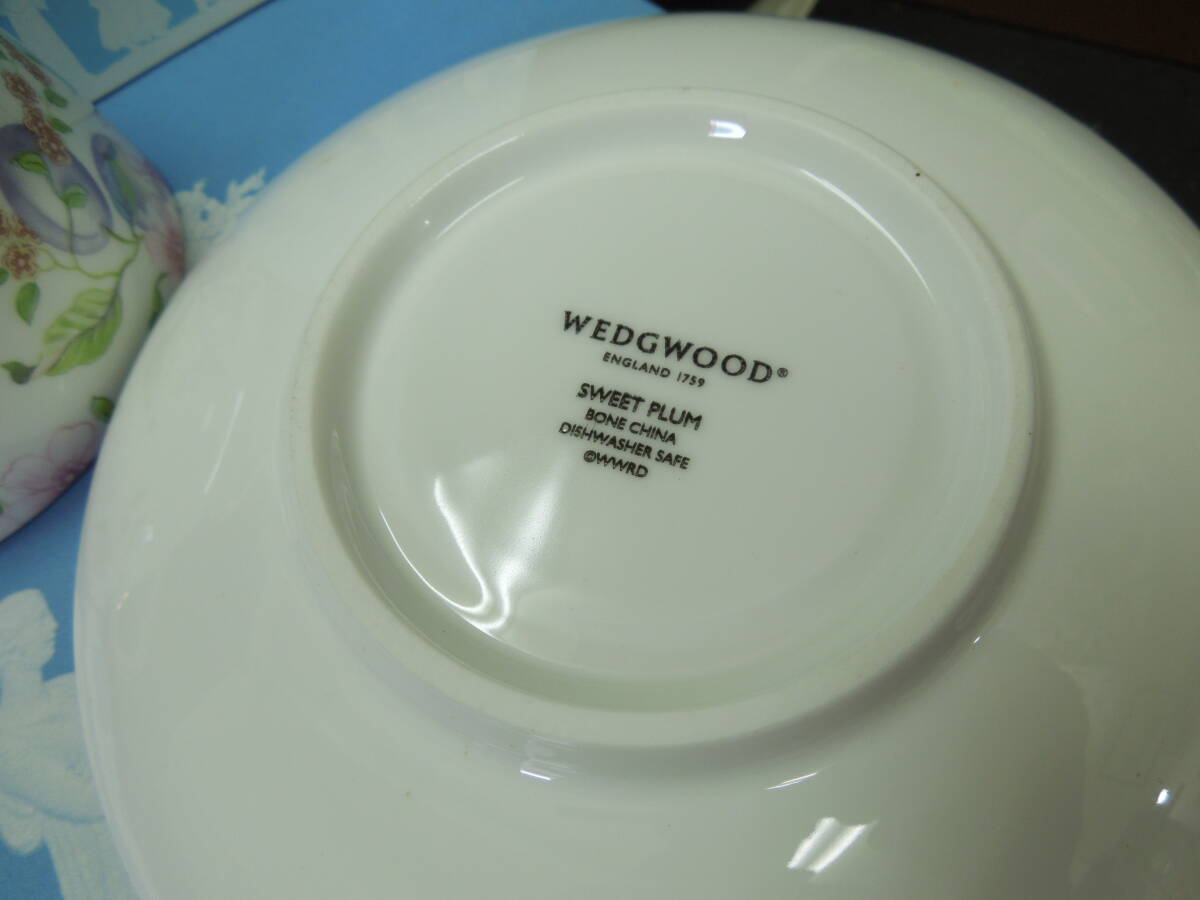 WEDGWOOD®
ENGLAND 1759
SWEET PLUM
BONE CHINA
DISHWASHER SAFE
©WWRD